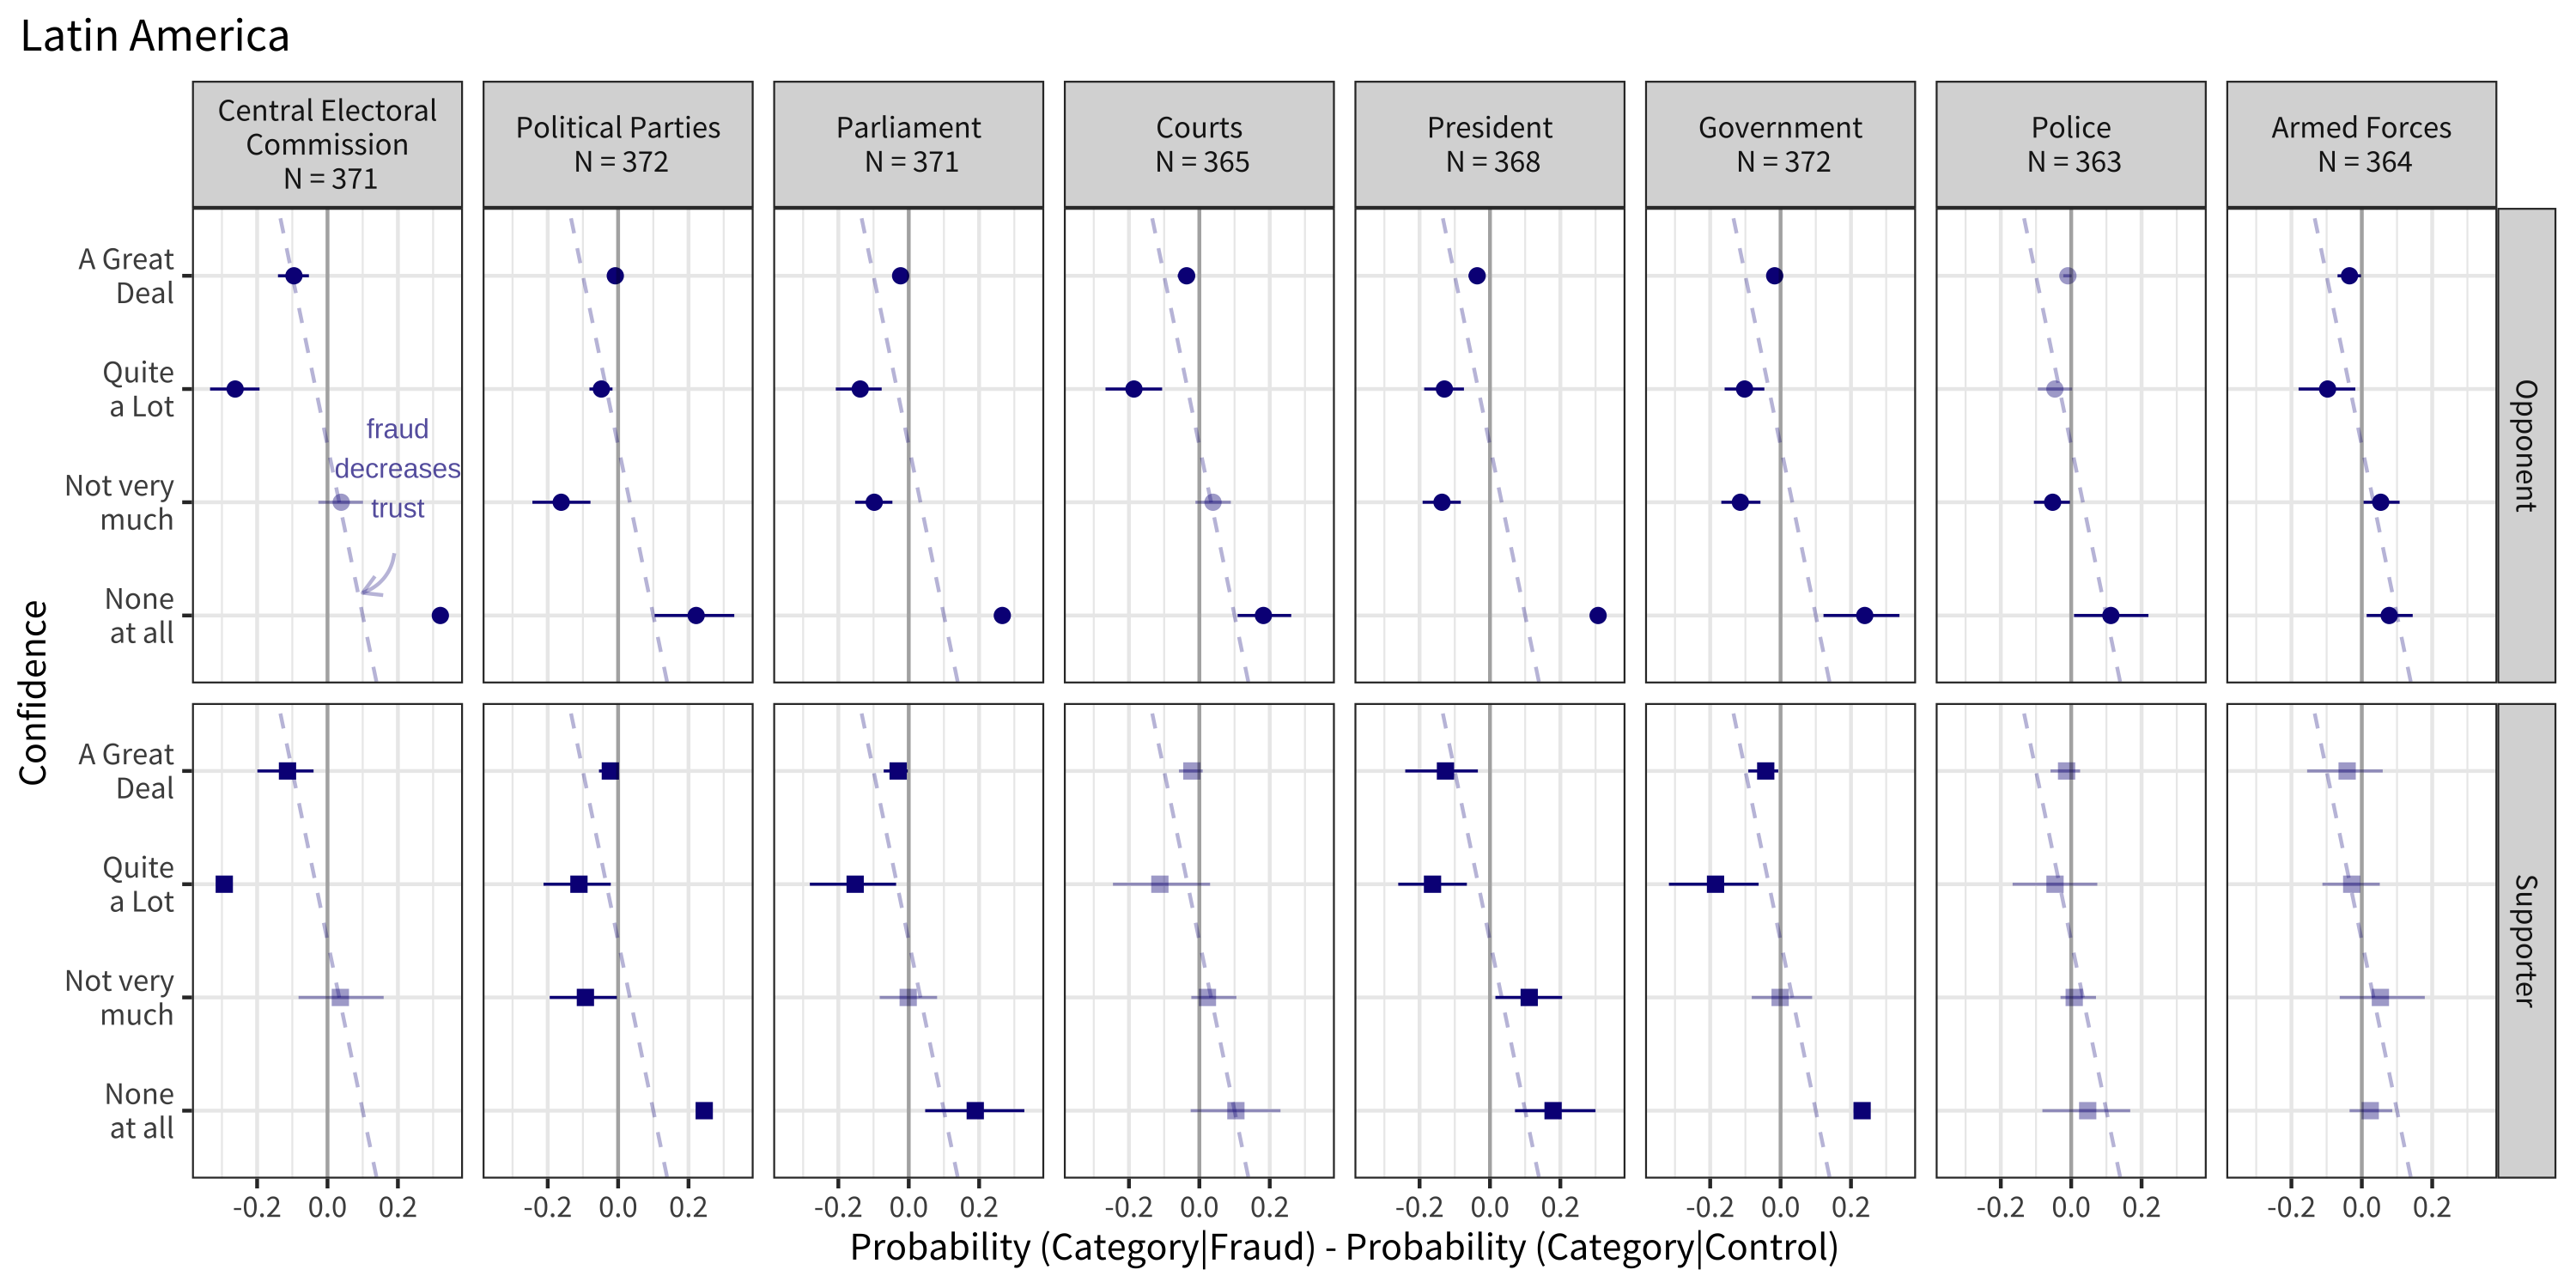 Latin America
Central Electoral
Commission
N = 371
Political Parties
N = 372
Parliament
N = 371
Courts
N = 365
President
N = 368
Government
N = 372
Police
N = 363
Armed Forces
N = 364
Confidence
A Great
Deal
Quite
a Lot
Not very
much
None
at all
fraud
decreases
trust
Opponent
A Great
Deal
Quite
a Lot
Not very
much
None
at all
Supporter
-0.2 0.0 0.2
-0.2 0.0 0.2
-0.2 0.0 0.2
-0.2 0.0 0.2
-0.2 0.0 0.2
-0.2 0.0 0.2
-0.2 0.0 0.2
-0.2 0.0 0.2
Probability (Category|Fraud) - Probability (Category|Control)